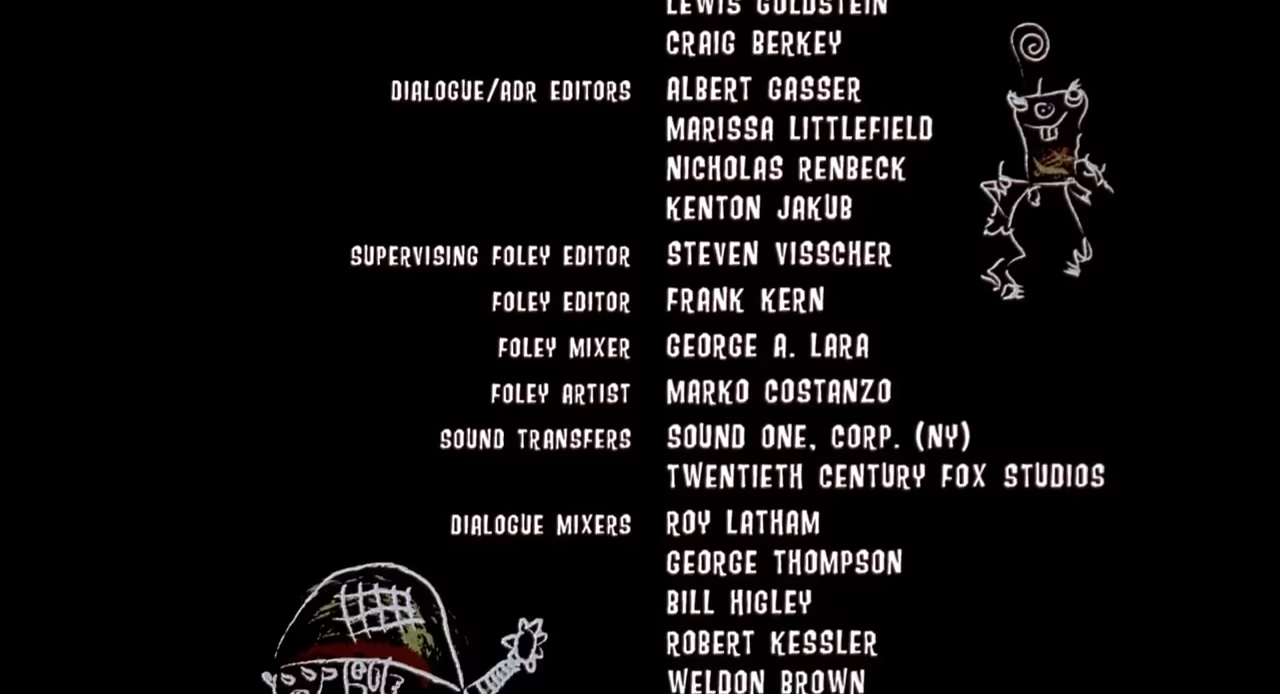 LEWIS GOLDSTEIN
CRAIG BERKEY
DIALOGUE/ADR EDITORS ALBERT GASSER
MARISSA LITTLEFIELD
NICHOLAS RENBECK
KENTON JAKUB
SUPERVISING FOLEY EDITOR STEVEN VISSCHER
FOLEY EDITOR FRANK KERN
FOLEY MIXER GEORGE A. LARA
FOLEY ARTIST MARKO COSTANZO
SOUND TRANSFERS SOUND ONE, CORP. (NY)
TWENTIETH CENTURY FOX STUDIOS
DIALOGUE MIXERS ROY LATHAM
GEORGE THOMPSON
BILL HIGLEY
ROBERT KESSLER
WELDON BROWN